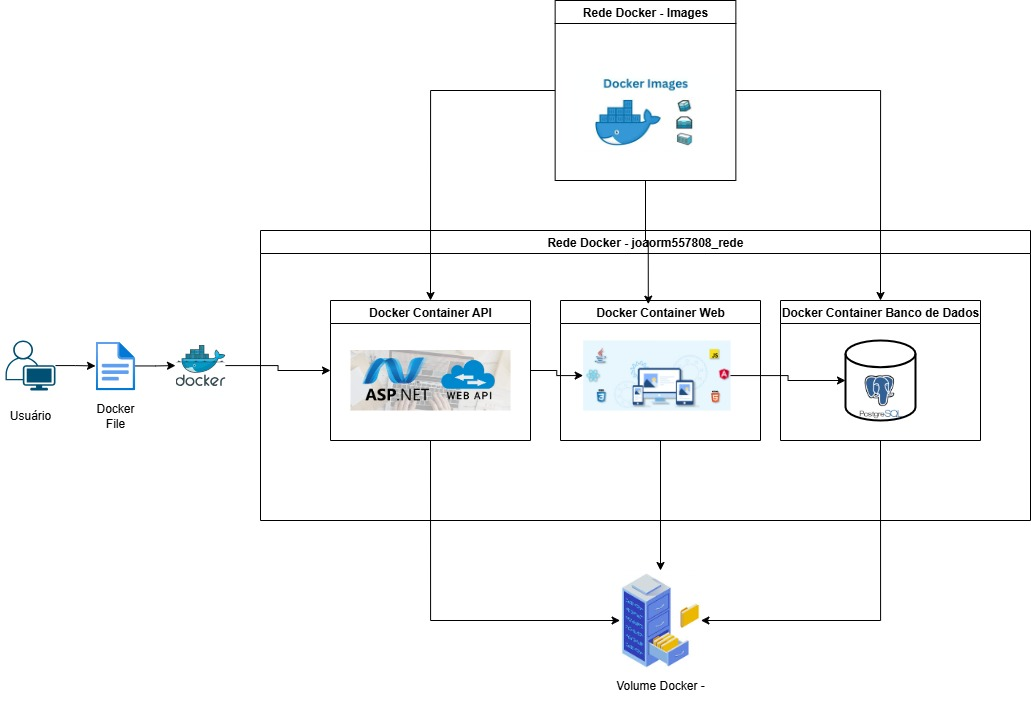 Rede Docker - Images
Docker Images
Rede Docker - joaorm557808_rede
Docker Container API
Docker Container Web
Docker Container Banco de Dados
ASP.NET
WEB API
JS
PostgreSQL
docker
Usuário
Docker
File
Volume Docker -